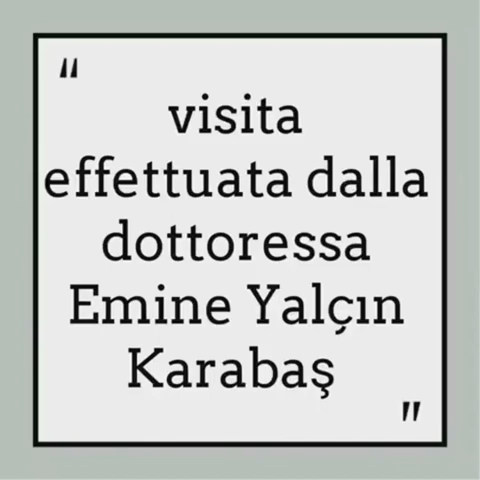 "
visita
effettuata dalla
dottoressa
Emine Yalçın
Karabaş
"